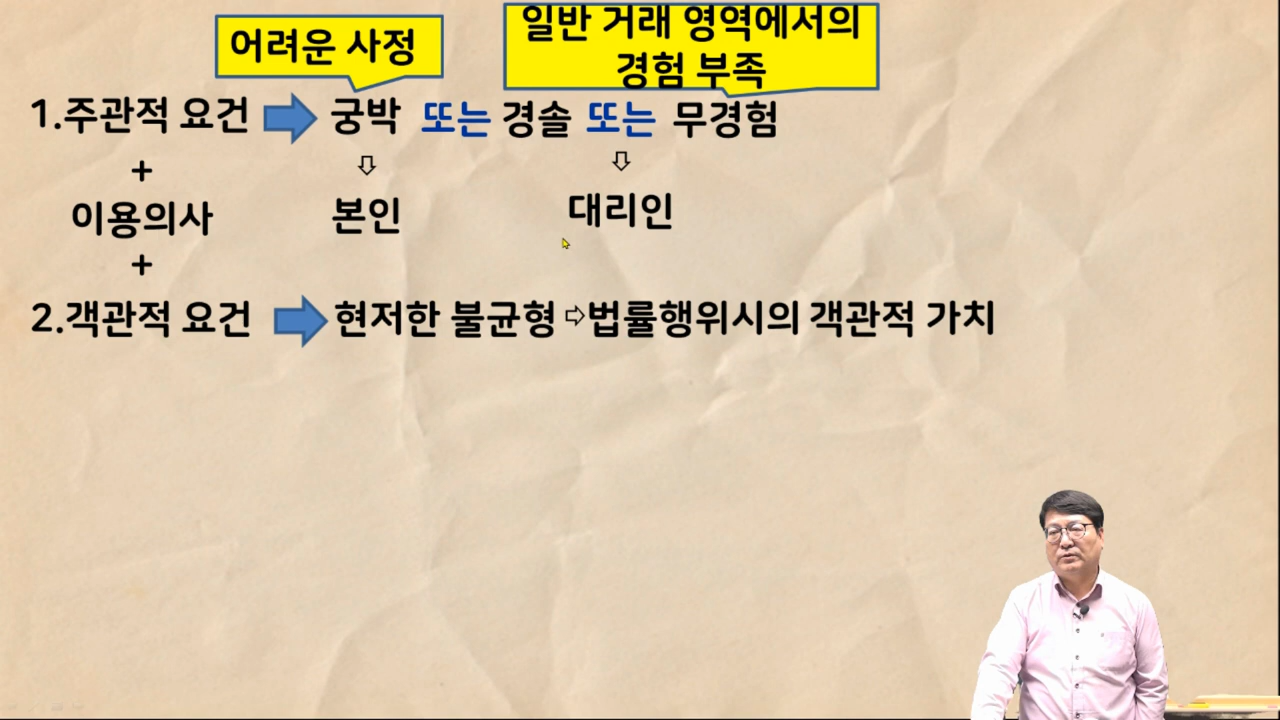 어려운 사정
일반 거래 영역에서의
경험 부족
1.주관적 요건 ➡ 궁박 또는 경솔 또는 무경험
+ ⇩ ⇩
이용의사 본인 대리인
+
2.객관적 요건 ➡ 현저한 불균형 ⇨법률행위시의 객관적 가치